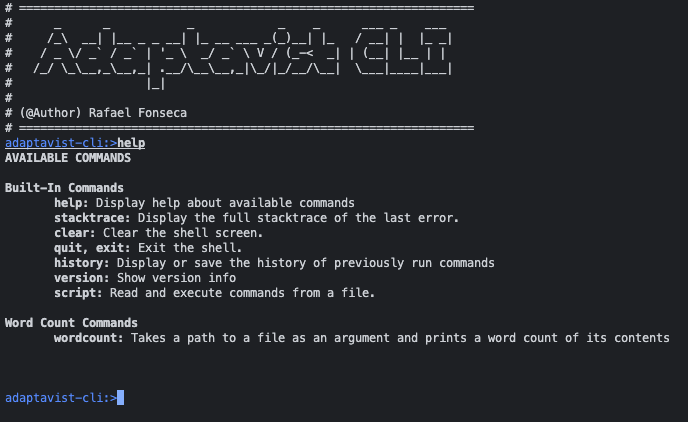 # =================================================================
Adaptavist CLI
#
# (@Author) Rafael Fonseca
# =================================================================
adaptavist-cli:>help
AVAILABLE COMMANDS
Built-In Commands
help: Display help about available commands
stacktrace: Display the full stacktrace of the last error.
clear: Clear the shell screen.
quit, exit: Exit the shell.
history: Display or save the history of previously run commands
version: Show version info
script: Read and execute commands from a file.
Word Count Commands
wordcount: Takes a path to a file as an argument and prints a word count of its contents
adaptavist-cli:>